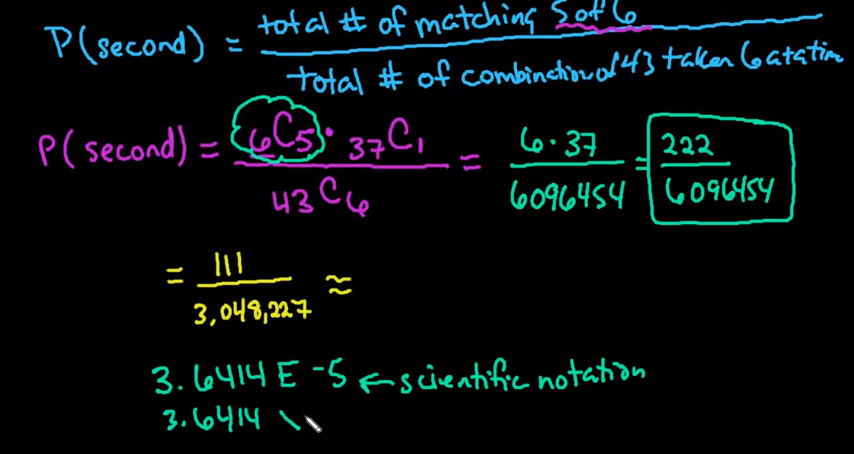 P(second) = total # of matching 5 of 6 / total # of combination of 43 taken 6 at a time
P(second) = 6C5 · 37C1 / 43C6 = 6·37 / 6096454 = 222 / 6096454
= 111 / 3,048,227 ≈
3.6414 E -5 ← scientific notation
3.6414